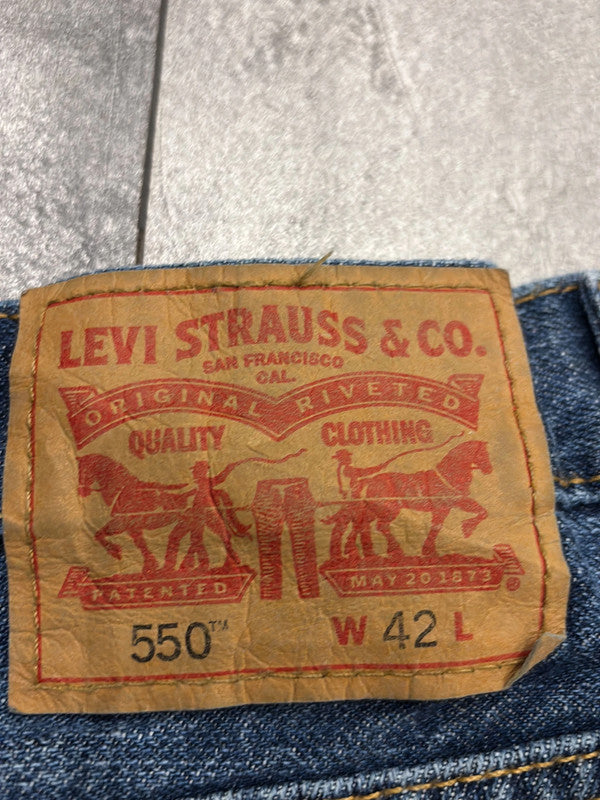 LEVI STRAUSS & CO.
SAN FRANCISCO
CAL.
ORIGINAL RIVETED
QUALITY CLOTHING
PATENTED MAY 20 1873 ®
550™ W 42 L